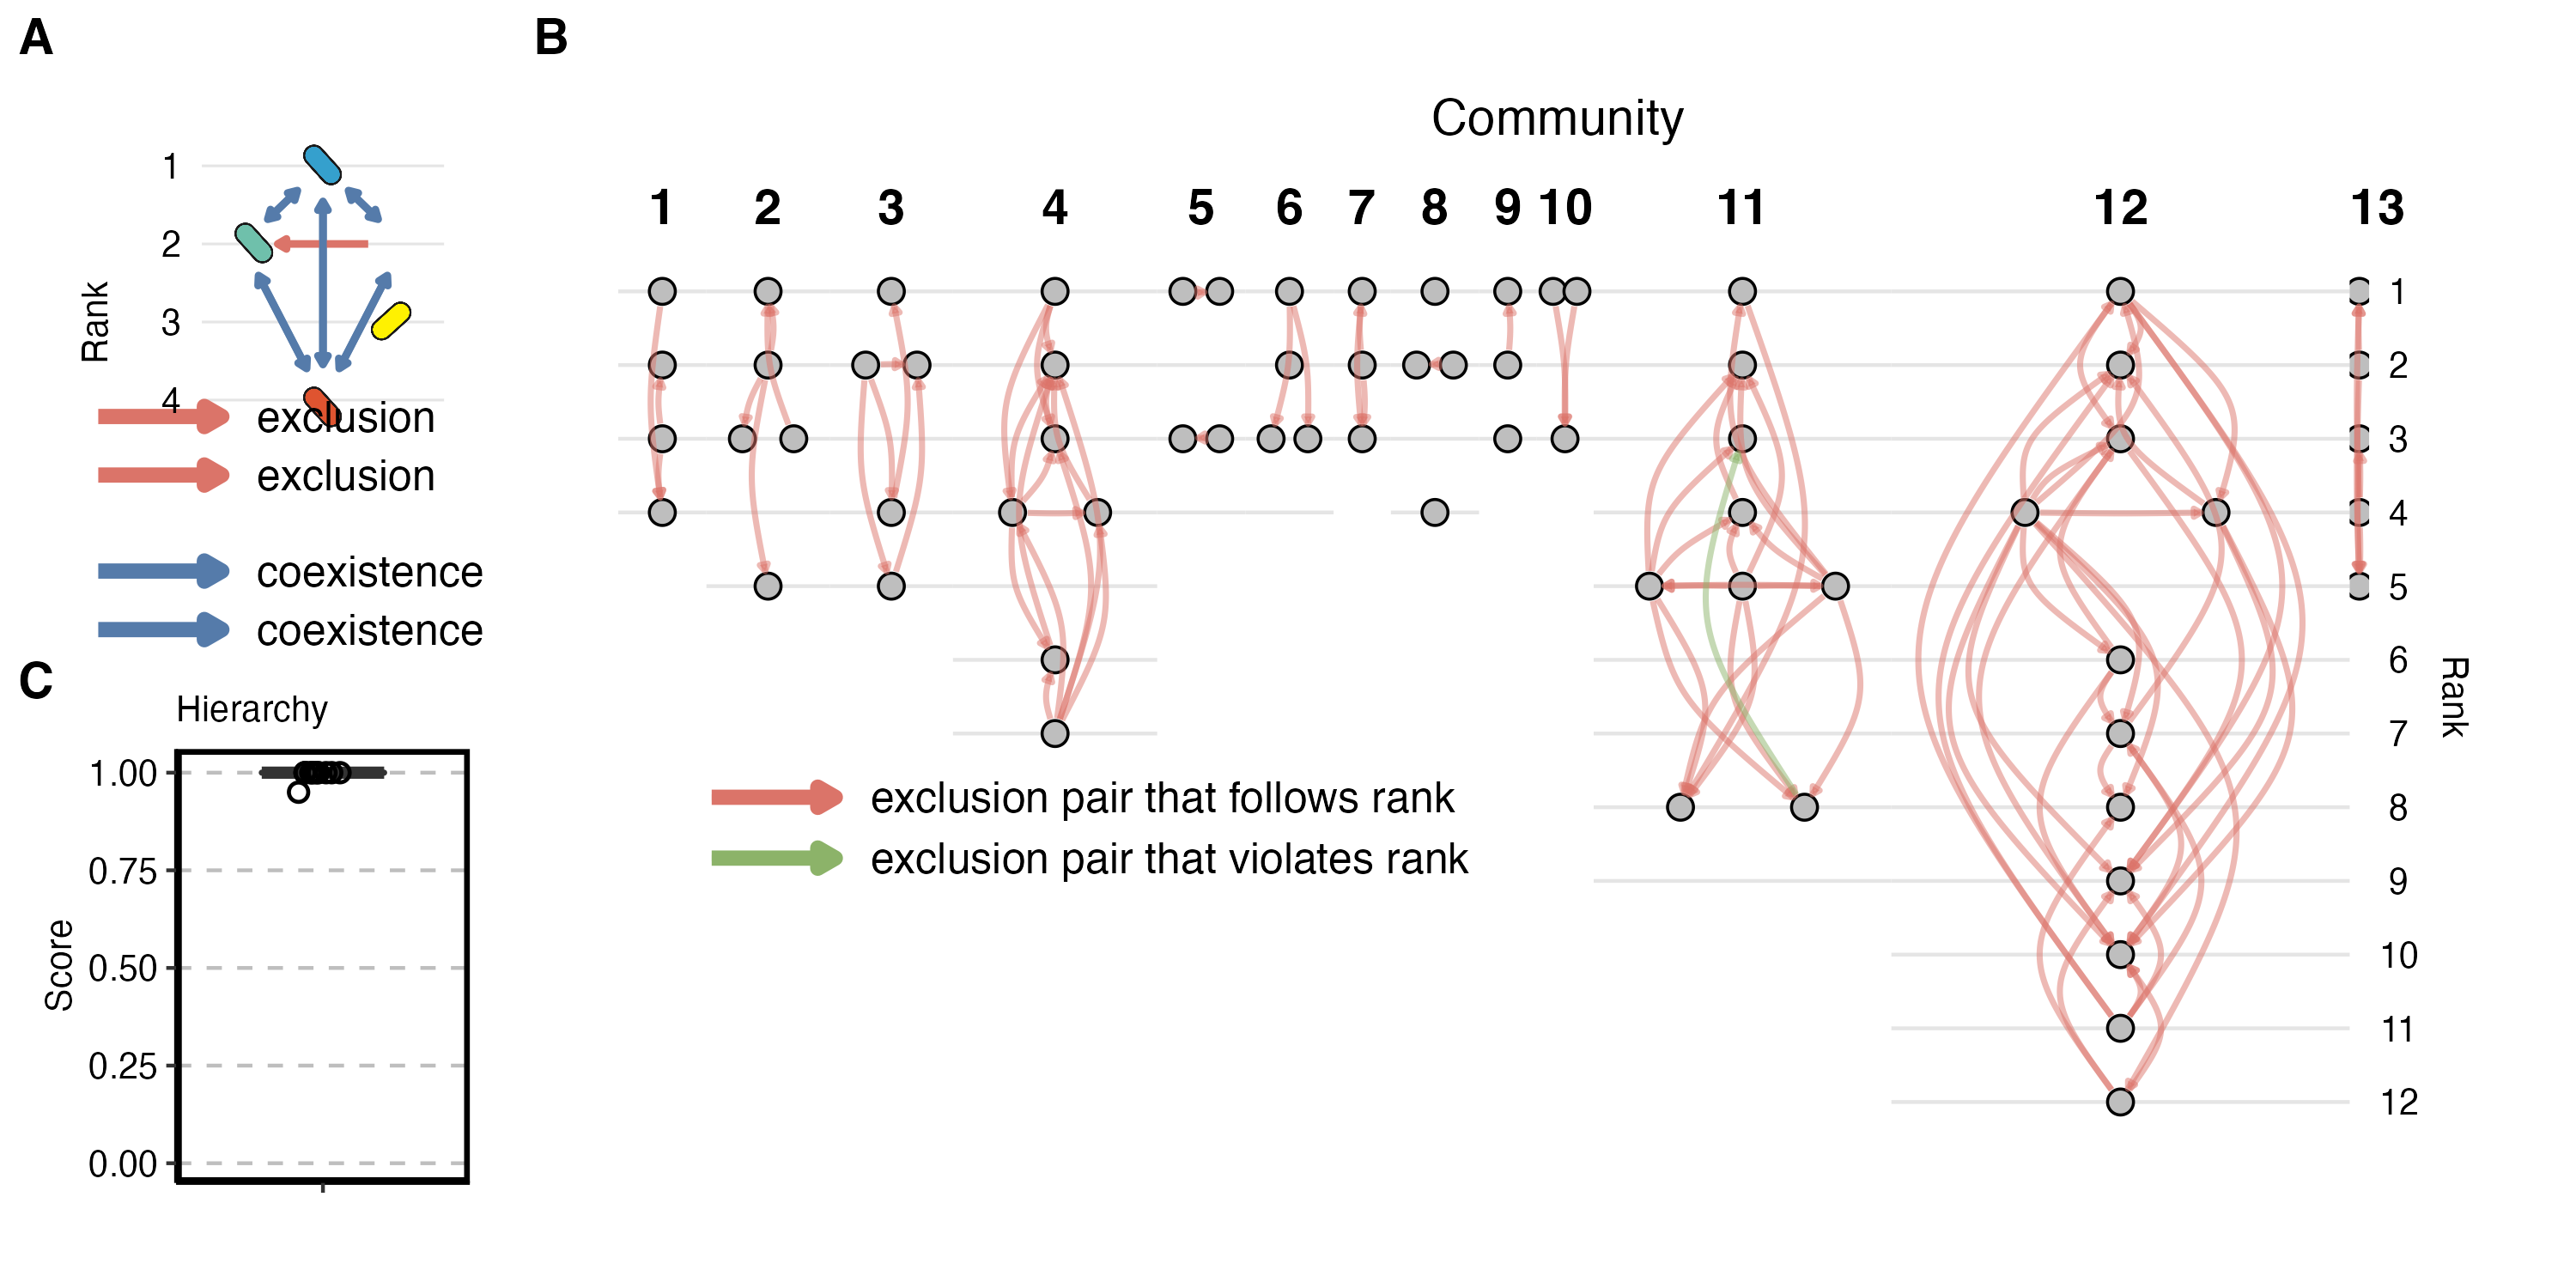 A
Rank
1
2
3
4
exclusion
exclusion
coexistence
coexistence
B
Community
1 2 3 4 5 6 7 8 9 10 11 12 13
1
2
3
4
5
6
7
8
9
10
11
12
Rank
exclusion pair that follows rank
exclusion pair that violates rank
C
Hierarchy
Score
1.00
0.75
0.50
0.25
0.00